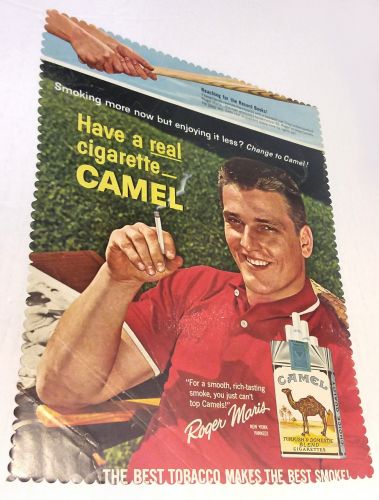 Reaching for the Record Books!
Smoking more now but enjoying it less? Change to Camel!
Have a real
cigarette—
CAMEL
"For a smooth, rich-tasting
smoke, you just can't
top Camels!"
Roger Maris
NEW YORK
YANKEES
CAMEL
TURKISH & DOMESTIC
BLEND
CIGARETTES
THE BEST TOBACCO MAKES THE BEST SMOKE!